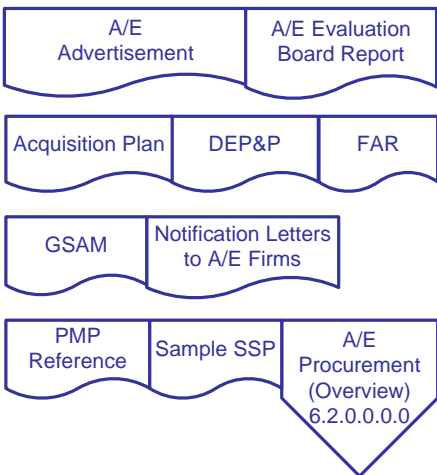 A/E
Advertisement
A/E Evaluation
Board Report
Acquisition Plan
DEP&P
FAR
GSAM
Notification Letters
to A/E Firms
PMP
Reference
Sample SSP
A/E
Procurement
(Overview)
6.2.0.0.0.0